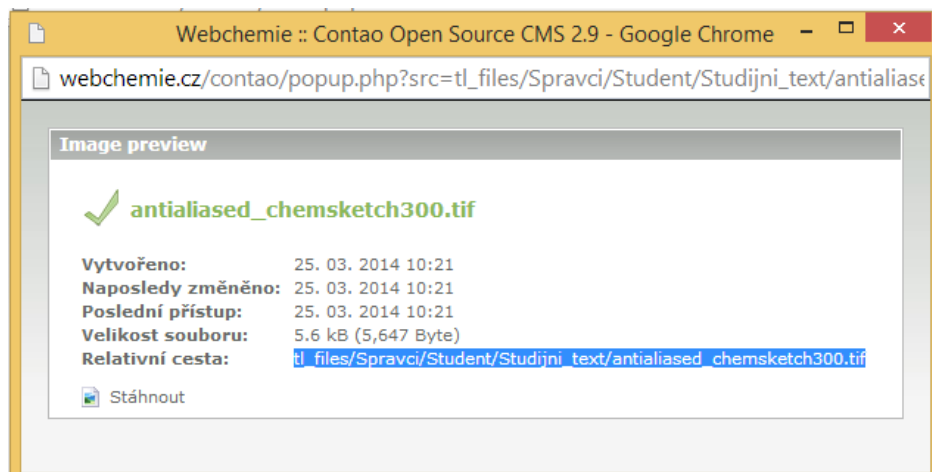 Webchemie :: Contao Open Source CMS 2.9 - Google Chrome
webchemie.cz/contao/popup.php?src=tl_files/Spravci/Student/Studijni_text/antialiase
Image preview
antialiased_chemsketch300.tif
Vytvořeno: 25. 03. 2014 10:21
Naposledy změněno: 25. 03. 2014 10:21
Poslední přístup: 25. 03. 2014 10:21
Velikost souboru: 5.6 kB (5,647 Byte)
Relativní cesta: tl_files/Spravci/Student/Studijni_text/antialiased_chemsketch300.tif
Stáhnout